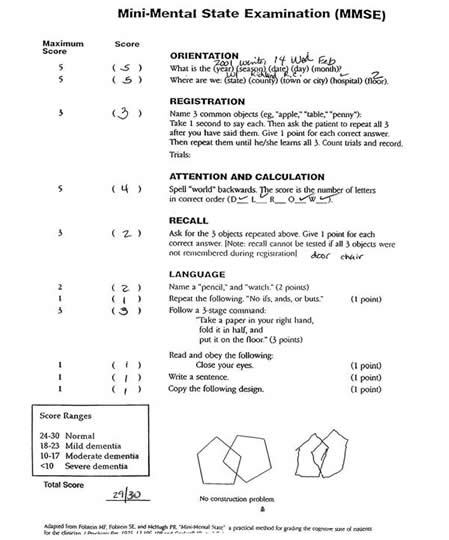 Mini-Mental State Examination (MMSE)
Maximum Score Score
ORIENTATION
2001 winter 14 Wed Feb
5 (5) What is the (year) (season) (date) (day) (month)?
WI Richland R.C. 2
5 (5) Where are we: (state) (county) (town or city) (hospital) (floor).
REGISTRATION
3 (3) Name 3 common objects (eg, "apple," "table," "penny"):
Take 1 second to say each. Then ask the patient to repeat all 3
after you have said them. Give 1 point for each correct answer.
Then repeat them until he/she learns all 3. Count trials and record.
Trials:
ATTENTION AND CALCULATION
5 (4) Spell "world" backwards. The score is the number of letters
in correct order (D✓ L__ R__ O✓ W✓).
RECALL
3 (2) Ask for the 3 objects repeated above. Give 1 point for each
correct answer. [Note: recall cannot be tested if all 3 objects were
not remembered during registration] door chair
LANGUAGE
2 (2) Name a "pencil," and "watch." (2 points)
1 (1) Repeat the following. "No ifs, ands, or buts." (1 point)
3 (3) Follow a 3-stage command:
"Take a paper in your right hand,
fold it in half, and
put it on the floor." (3 points)
Read and obey the following:
1 (1) Close your eyes. (1 point)
1 (1) Write a sentence. (1 point)
1 (1) Copy the following design. (1 point)
Score Ranges
24-30 Normal
18-23 Mild dementia
10-17 Moderate dementia
<10 Severe dementia
Total Score 29/30
No construction problem.
Adapted from Folstein MF, Folstein SE, and McHugh PR. "Mini-Mental State" a practical method for grading the cognitive state of patients
for the clinician. J Psychiatr Res. 1975